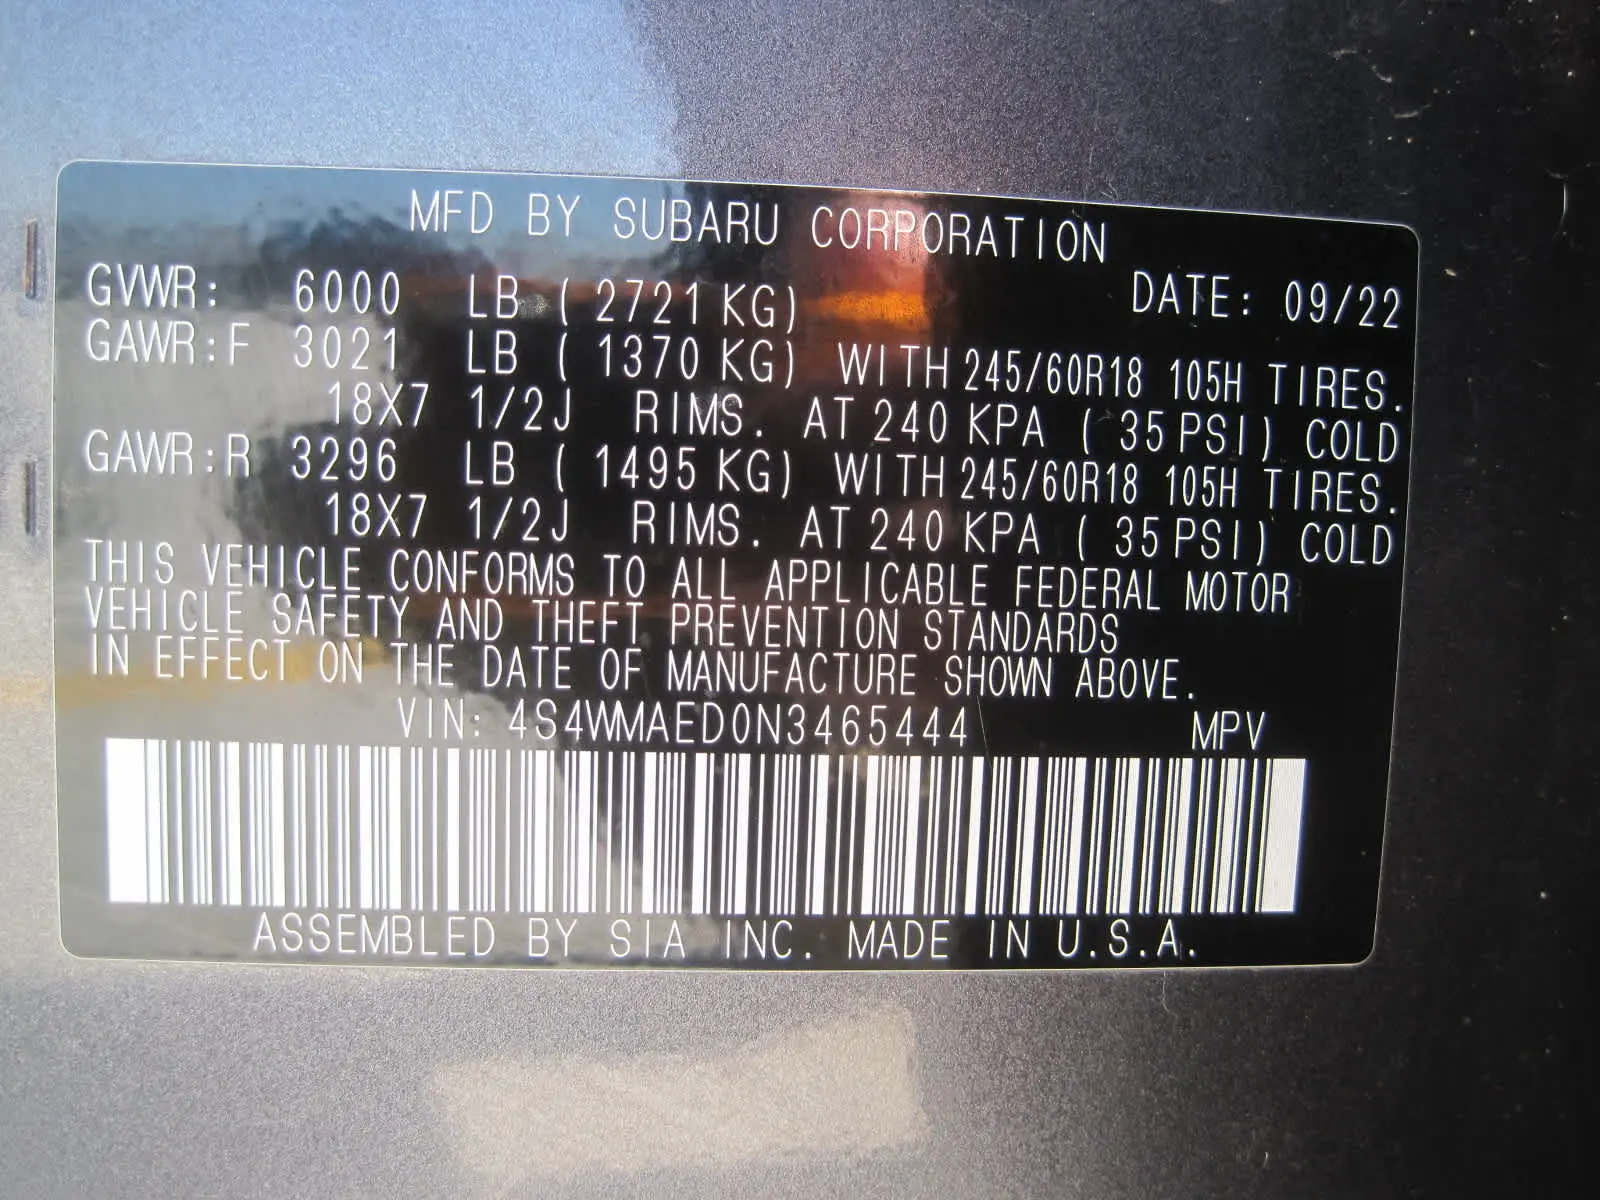 MFD BY SUBARU CORPORATION
GVWR: 6000 LB ( 2721 KG) DATE: 09/22
GAWR:F 3021 LB ( 1370 KG) WITH 245/60R18 105H TIRES.
18X7 1/2J RIMS. AT 240 KPA ( 35 PSI) COLD
GAWR:R 3296 LB ( 1495 KG) WITH 245/60R18 105H TIRES.
18X7 1/2J RIMS. AT 240 KPA ( 35 PSI) COLD
THIS VEHICLE CONFORMS TO ALL APPLICABLE FEDERAL MOTOR
VEHICLE SAFETY AND THEFT PREVENTION STANDARDS
IN EFFECT ON THE DATE OF MANUFACTURE SHOWN ABOVE.
VIN: 4S4WMAED0N3465444 MPV
ASSEMBLED BY SIA INC. MADE IN U.S.A.